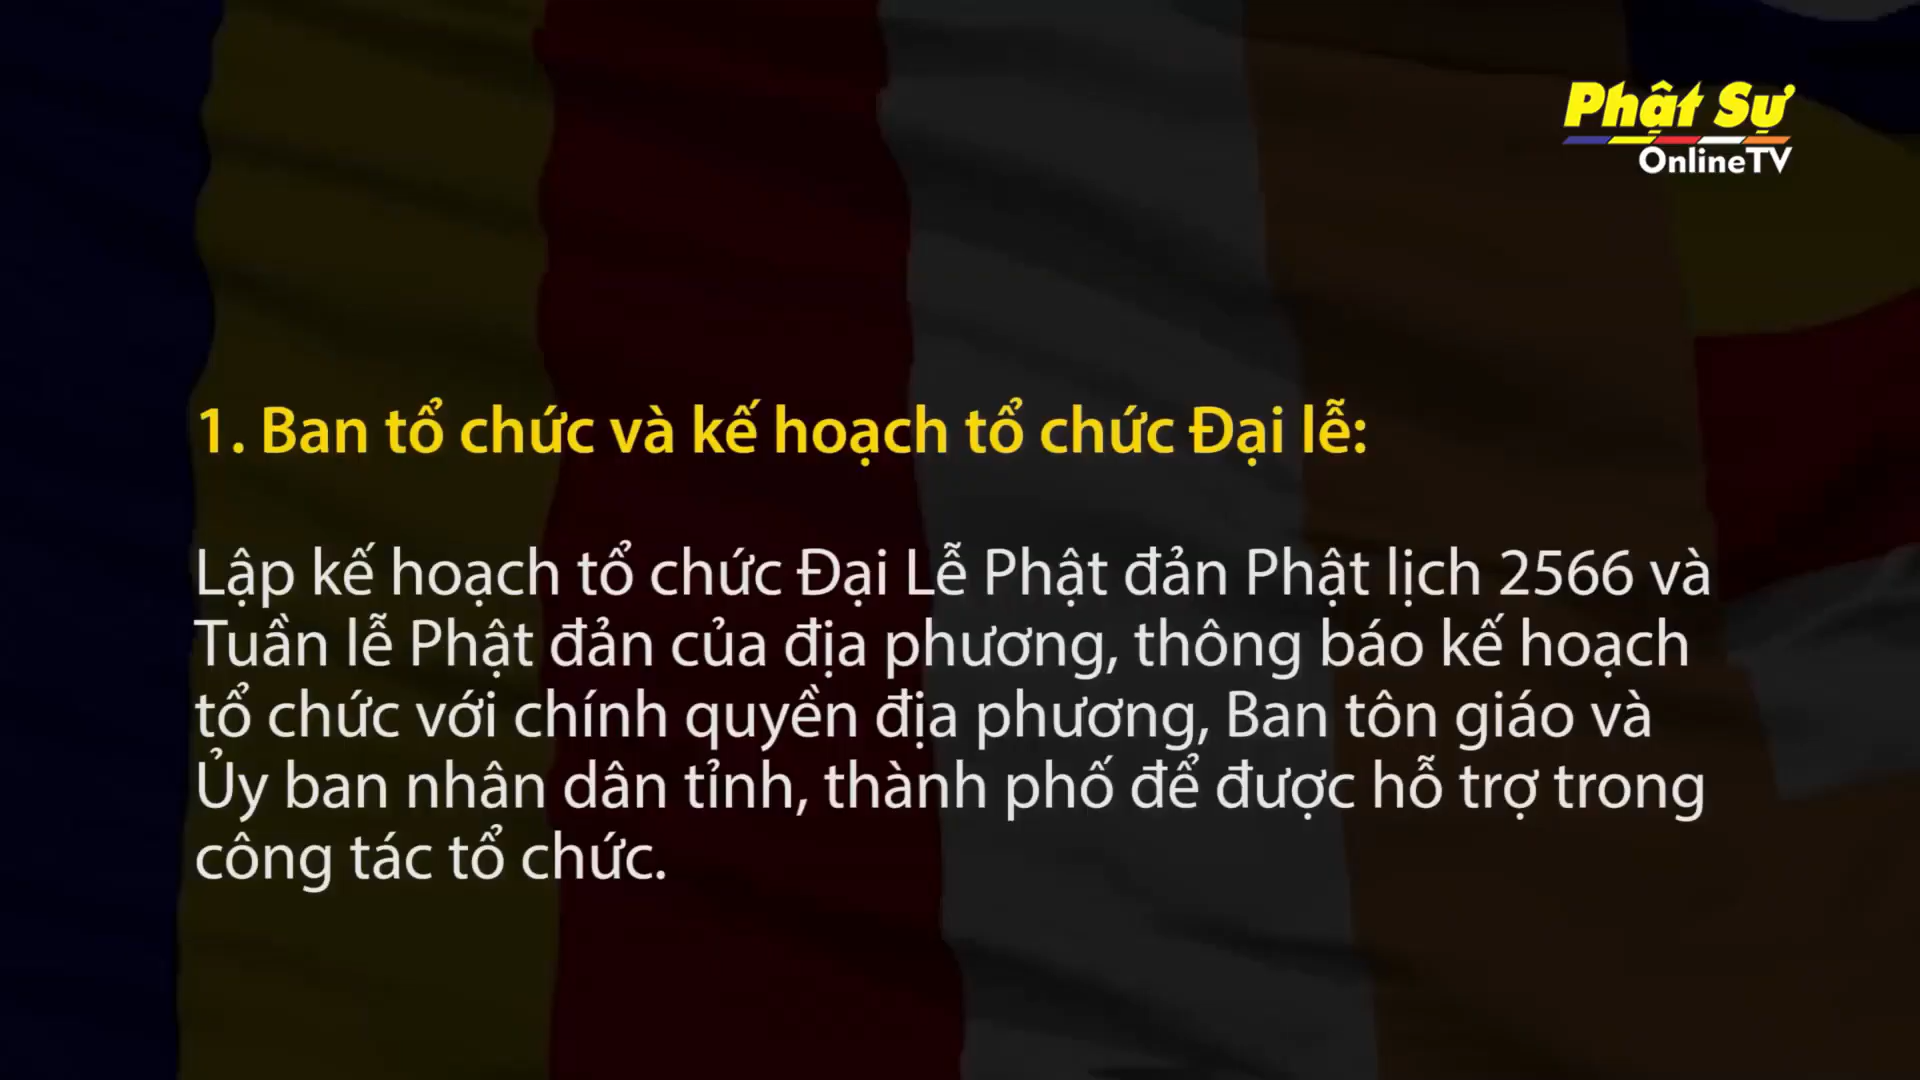 Phật Sự
OnlineTV
1. Ban tổ chức và kế hoạch tổ chức Đại lễ:
Lập kế hoạch tổ chức Đại Lễ Phật đản Phật lịch 2566 và
Tuần lễ Phật đản của địa phương, thông báo kế hoạch
tổ chức với chính quyền địa phương, Ban tôn giáo và
Ủy ban nhân dân tỉnh, thành phố để được hỗ trợ trong
công tác tổ chức.